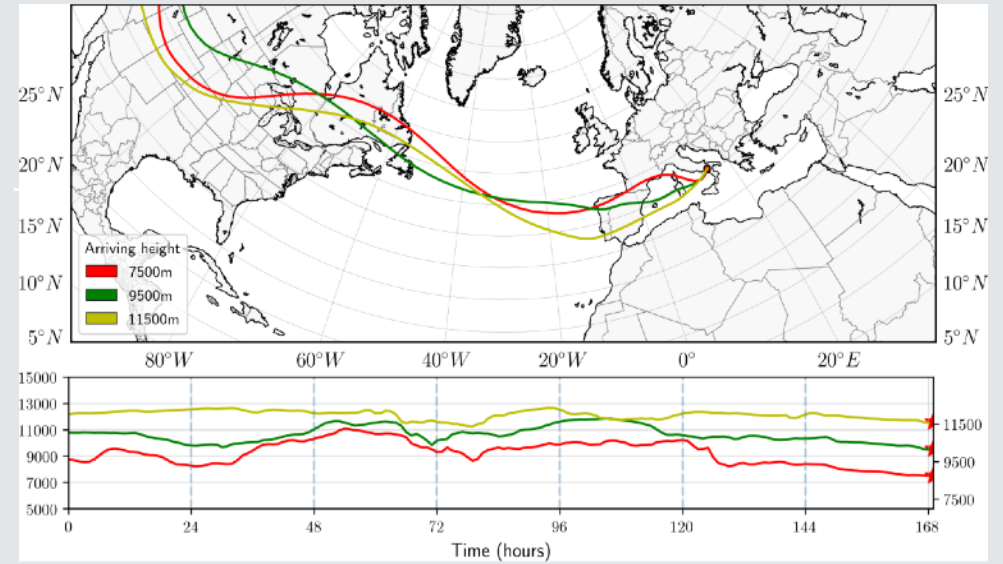 25°N 25°N
20°N 20°N
15°N 15°N
Arriving height
7500m
9500m
11500m
10°N 10°N
5°N 5°N
80°W 60°W 40°W 20°W 0° 20°E
15000
13000
11000
9000
7000
5000
11500
9500
7500
0 24 48 72 96 120 144 168
Time (hours)